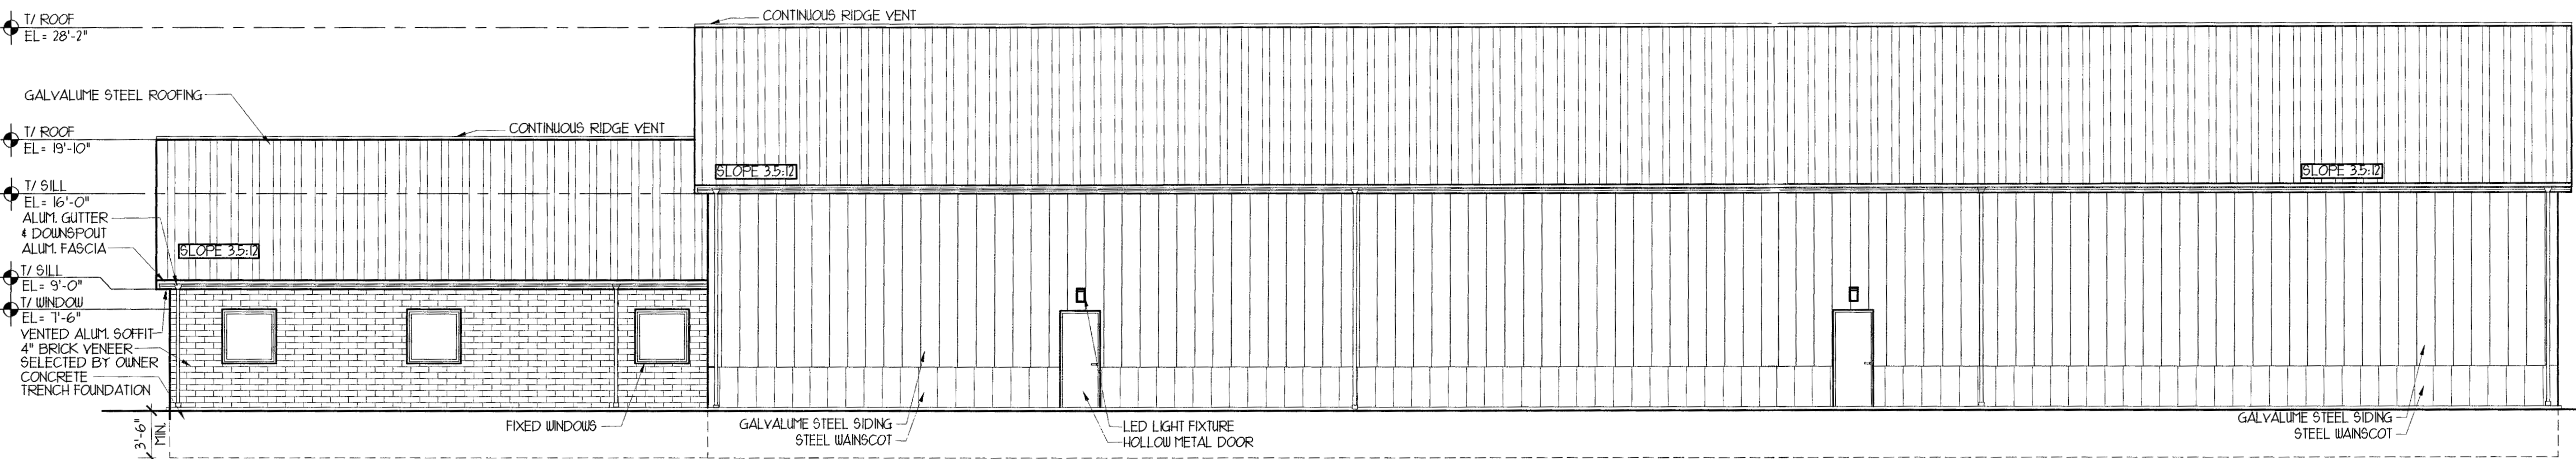 T/ ROOF
EL= 28'-2"
CONTINUOUS RIDGE VENT
GALVALUME STEEL ROOFING
T/ ROOF
EL= 19'-10"
CONTINUOUS RIDGE VENT
SLOPE 3.5:12
SLOPE 3.5:12
T/ SILL
EL= 16'-0"
ALUM. GUTTER
& DOWNSPOUT
ALUM. FASCIA
SLOPE 3.5:12
T/ SILL
EL= 9'-0"
T/ WINDOW
EL= 7'-6"
VENTED ALUM. SOFFIT
4" BRICK VENEER
SELECTED BY OWNER
CONCRETE
TRENCH FOUNDATION
3'-6"
MIN.
FIXED WINDOWS
GALVALUME STEEL SIDING
STEEL WAINSCOT
LED LIGHT FIXTURE
HOLLOW METAL DOOR
GALVALUME STEEL SIDING
STEEL WAINSCOT